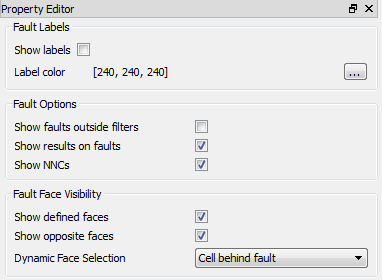 Property Editor
Fault Labels
Show labels
Label color [240, 240, 240] ...
Fault Options
Show faults outside filters
Show results on faults
Show NNCs
Fault Face Visibility
Show defined faces
Show opposite faces
Dynamic Face Selection Cell behind fault